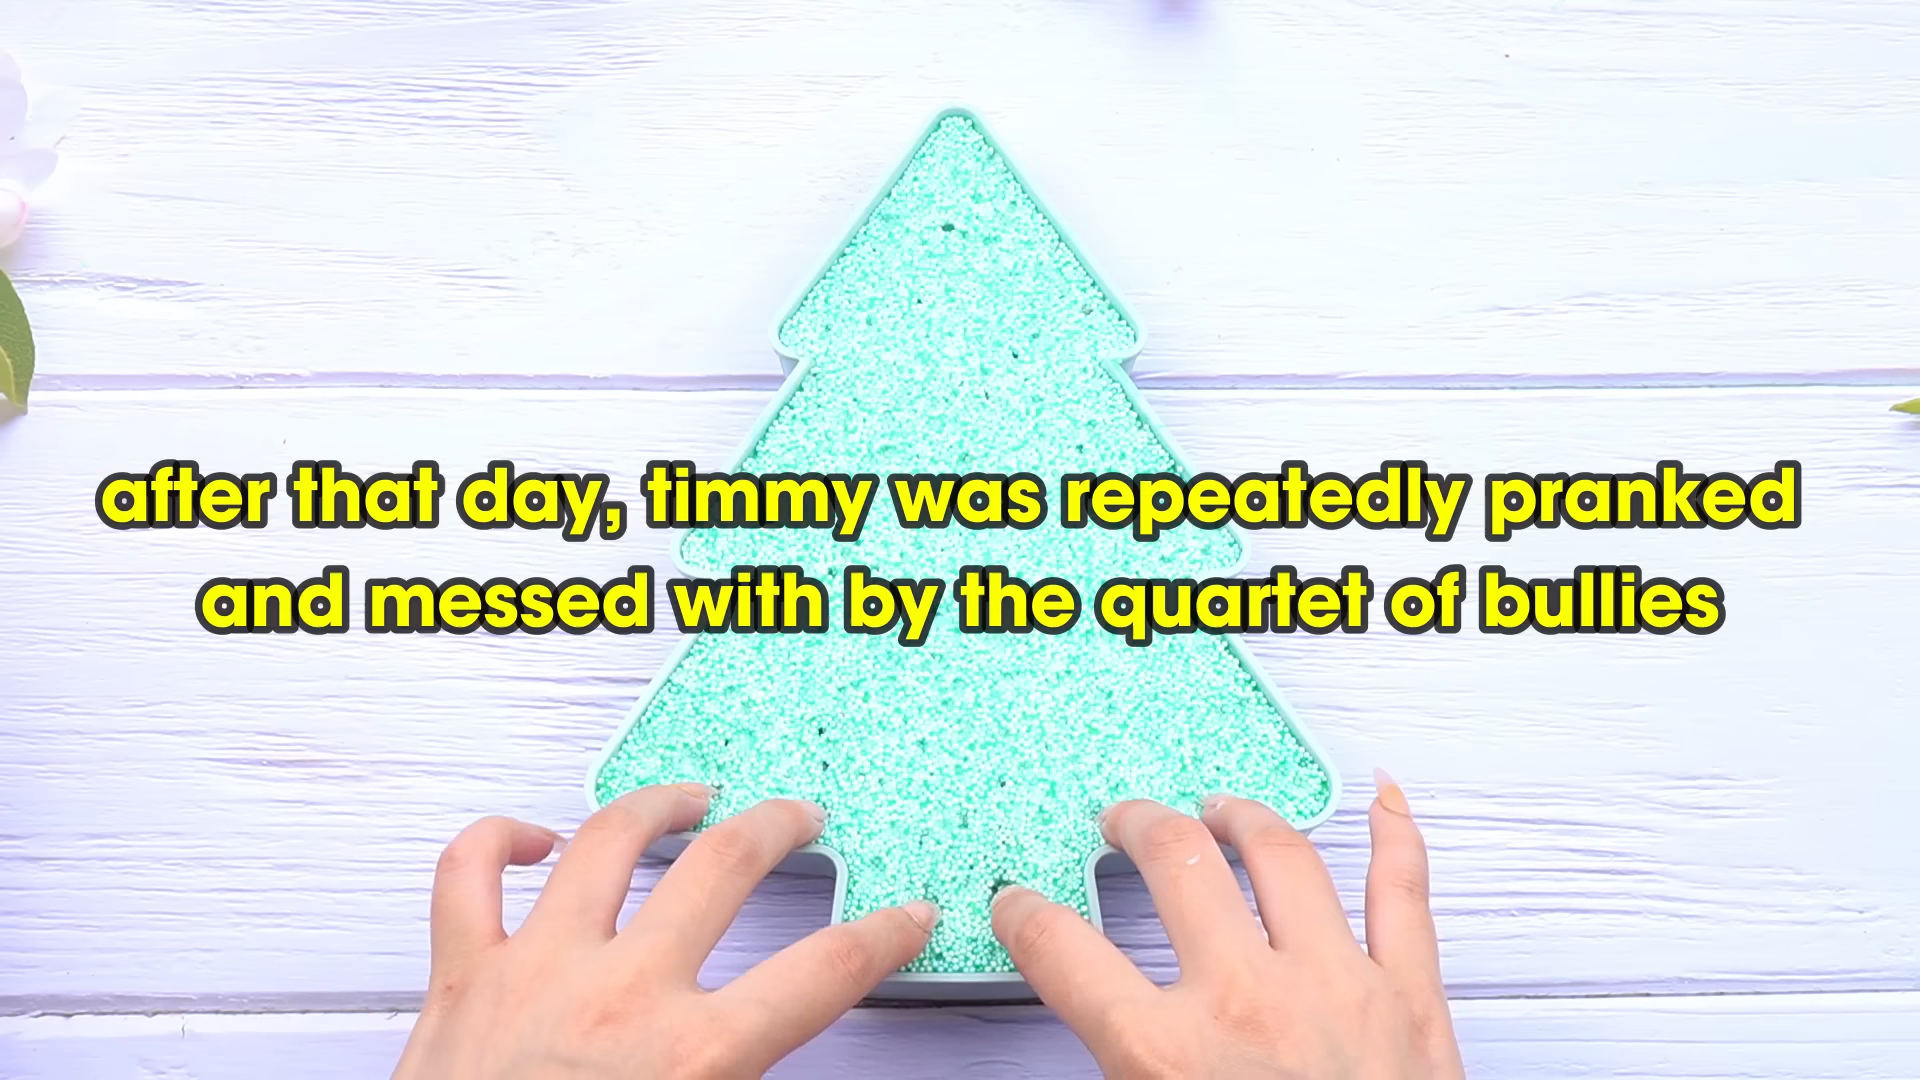 after that day, timmy was repeatedly pranked
and messed with by the quartet of bullies